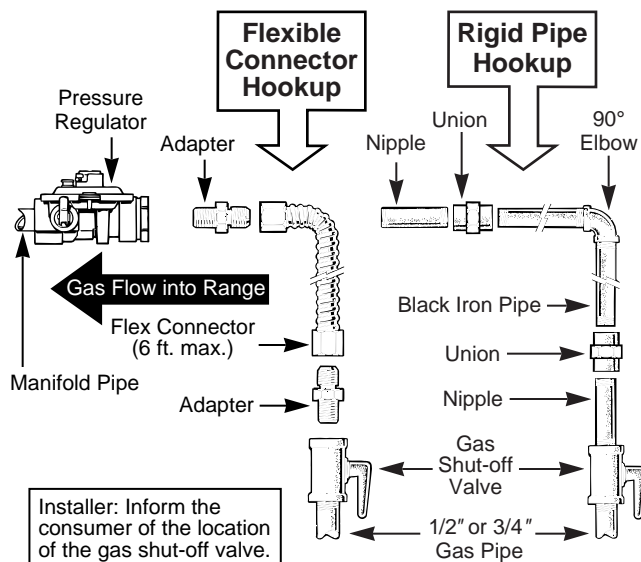 Flexible
Connector
Hookup
Rigid Pipe
Hookup
Pressure
Regulator
Adapter
Nipple
Union
90°
Elbow
Gas Flow into Range
Black Iron Pipe
Flex Connector
(6 ft. max.)
Union
Manifold Pipe
Adapter
Nipple
Gas
Shut-off
Valve
Installer: Inform the
consumer of the location
of the gas shut-off valve.
1/2″ or 3/4″
Gas Pipe